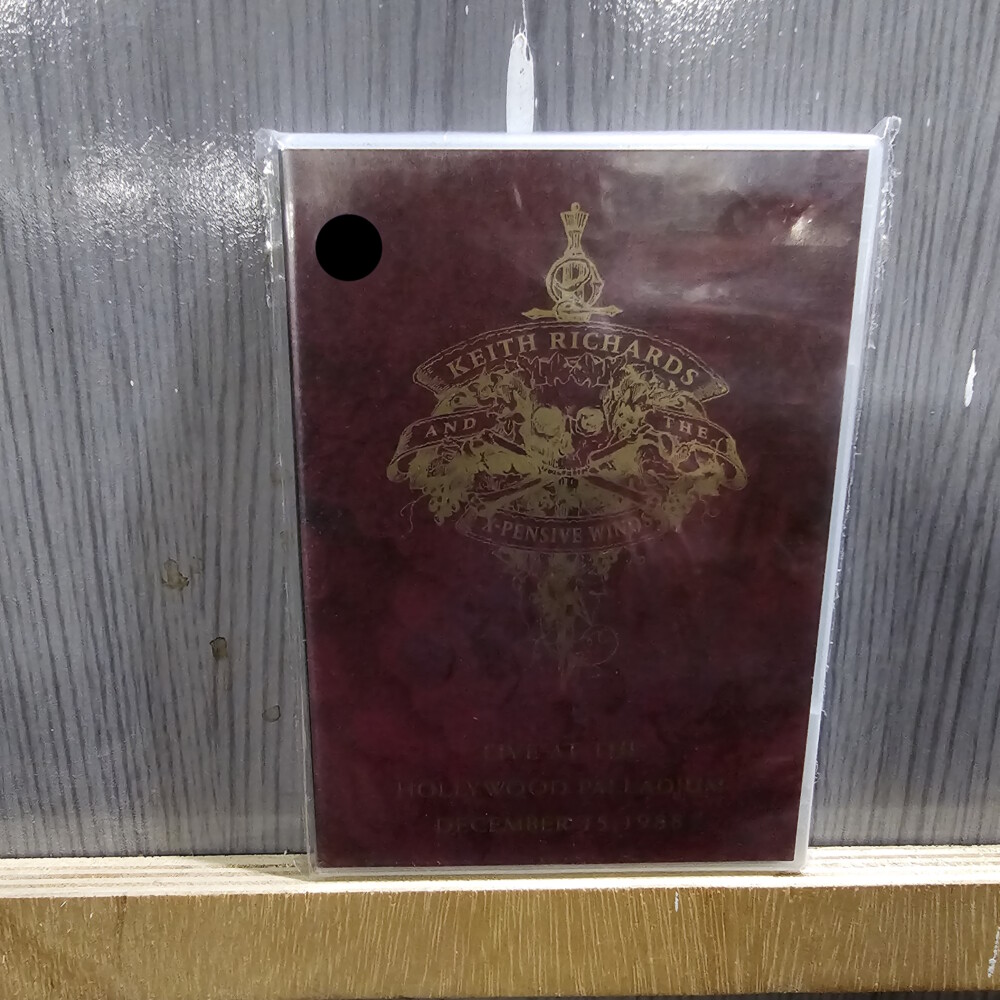 KEITH RICHARDS
AND THE
X-PENSIVE WINOS
LIVE AT THE
HOLLYWOOD PALLADIUM
DECEMBER 15, 1988